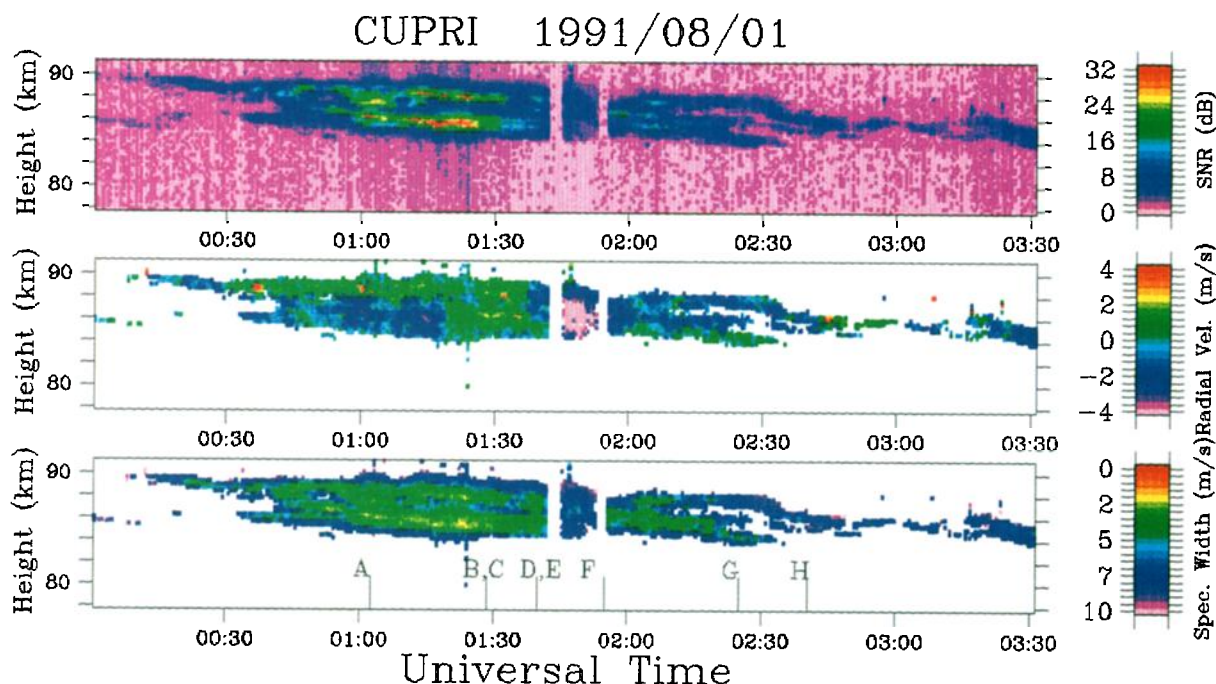 CUPRI 1991/08/01
Height (km)
90
80
00:30 01:00 01:30 02:00 02:30 03:00 03:30
32
24
16
8
0
SNR (dB)
Height (km)
90
80
00:30 01:00 01:30 02:00 02:30 03:00 03:30
4
2
0
-2
-4
Radial Vel. (m/s)
Height (km)
90
80
A B,C D,E F G H
00:30 01:00 01:30 02:00 02:30 03:00 03:30
0
2
5
7
10
Spec. Width (m/s)
Universal Time